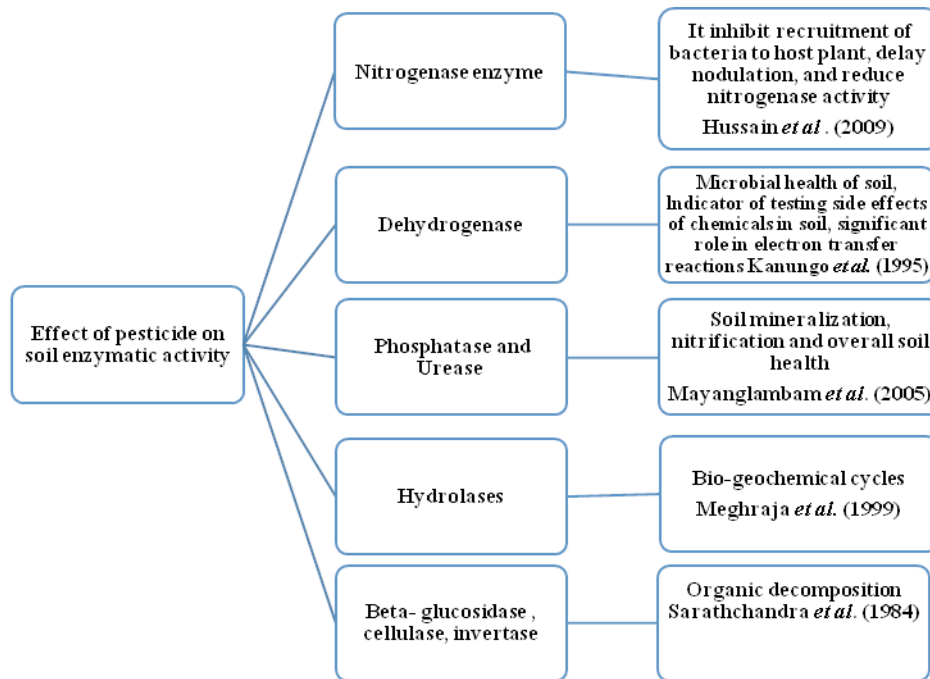 Effect of pesticide on
soil enzymatic activity
Nitrogenase enzyme
It inhibit recruitment of
bacteria to host plant, delay
nodulation, and reduce
nitrogenase activity
Hussain et al . (2009)
Dehydrogenase
Microbial health of soil,
Indicator of testing side effects
of chemicals in soil, significant
role in electron transfer
reactions Kanungo et al. (1995)
Phosphatase and
Urease
Soil mineralization,
nitrification and overall soil
health
Mayanglambam et al. (2005)
Hydrolases
Bio-geochemical cycles
Meghraja et al. (1999)
Beta- glucosidase ,
cellulase, invertase
Organic decomposition
Sarathchandra et al. (1984)